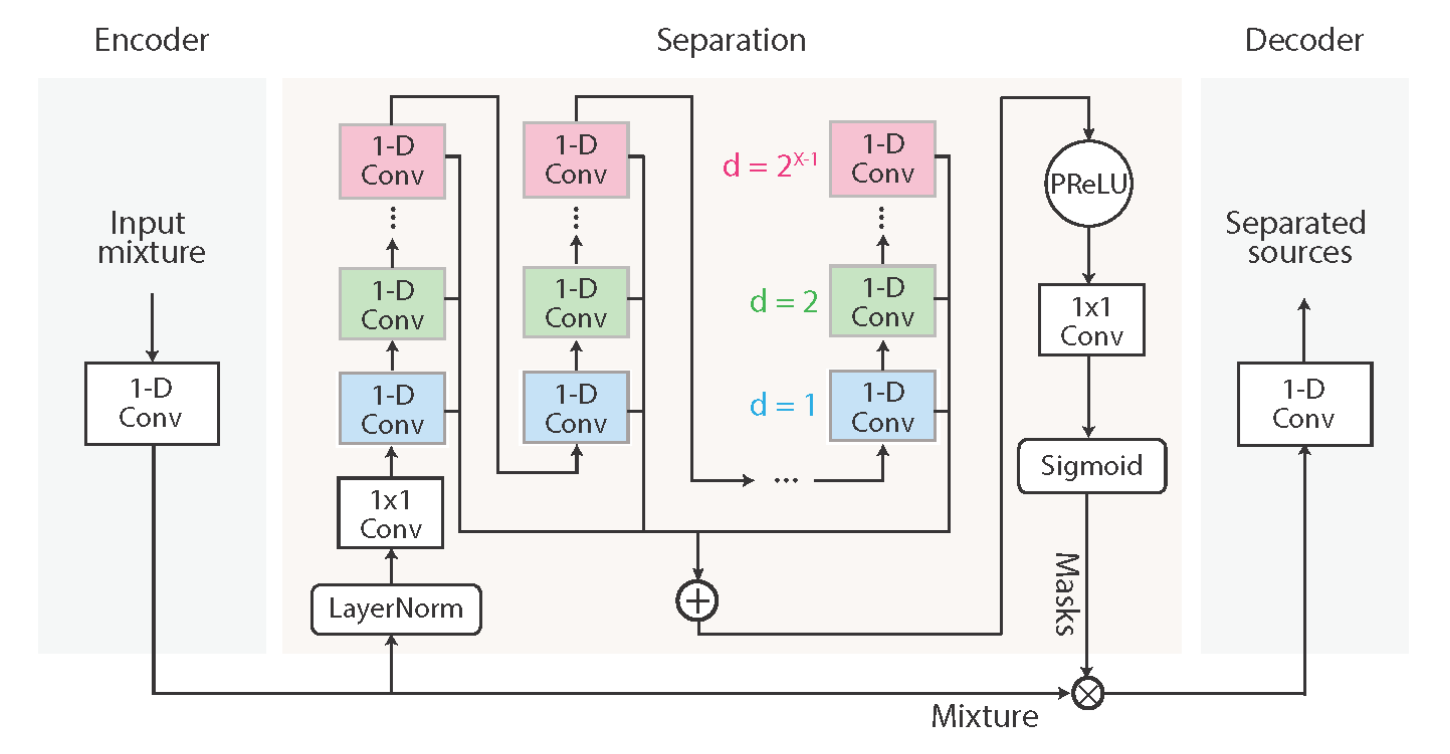 Encoder
Separation
Decoder
Input
mixture
1-D
Conv
1-D
Conv
...
1-D
Conv
1-D
Conv
1x1
Conv
LayerNorm
1-D
Conv
...
1-D
Conv
1-D
Conv
...
d = 2^{X-1}
1-D
Conv
...
d = 2
1-D
Conv
d = 1
1-D
Conv
+
PReLU
1x1
Conv
Sigmoid
Masks
×
Mixture
Separated
sources
1-D
Conv